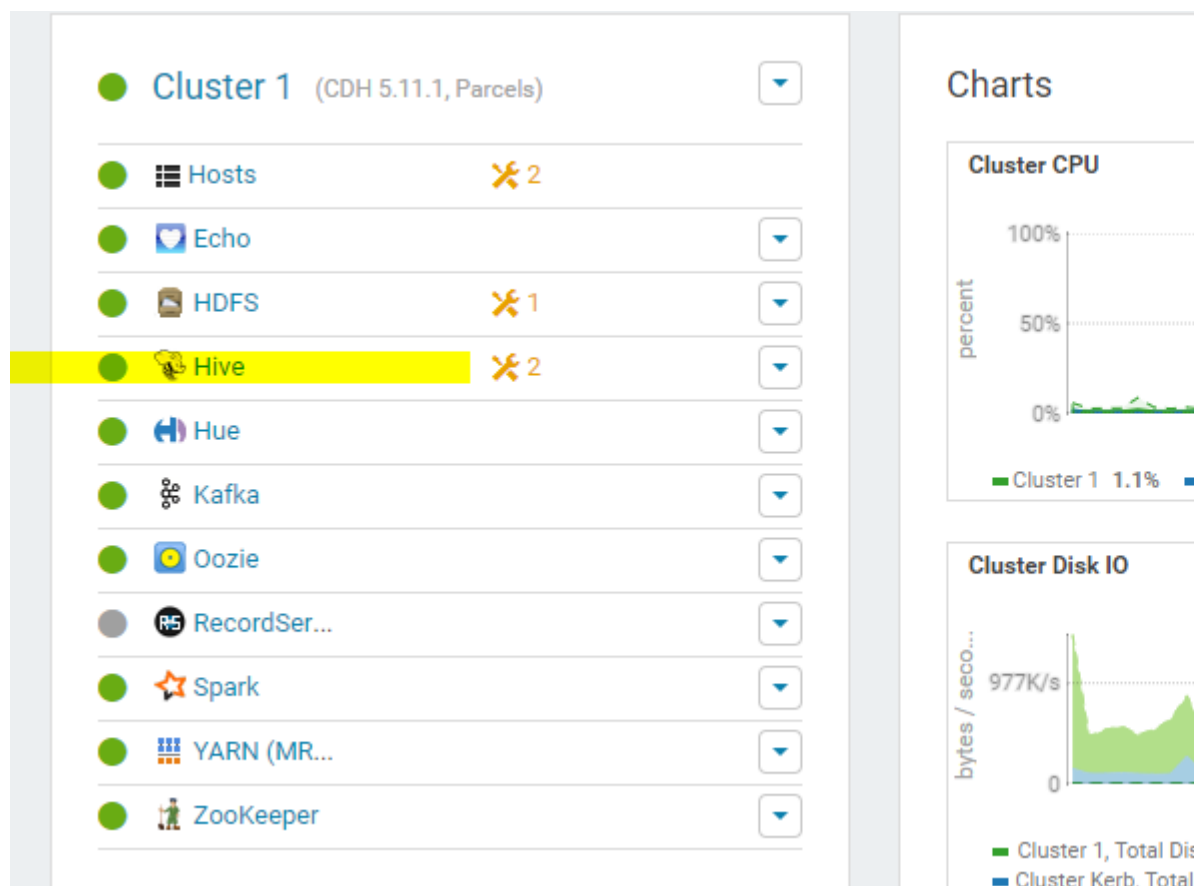 Cluster 1 (CDH 5.11.1, Parcels)
Hosts 2
Echo
HDFS 1
Hive 2
Hue
Kafka
Oozie
RecordSer...
Spark
YARN (MR...
ZooKeeper
Charts
Cluster CPU
percent
100%
50%
0%
Cluster 1 1.1%
Cluster Disk IO
bytes / seco...
977K/s
0
Cluster 1, Total Dis
Cluster Kerb, Total